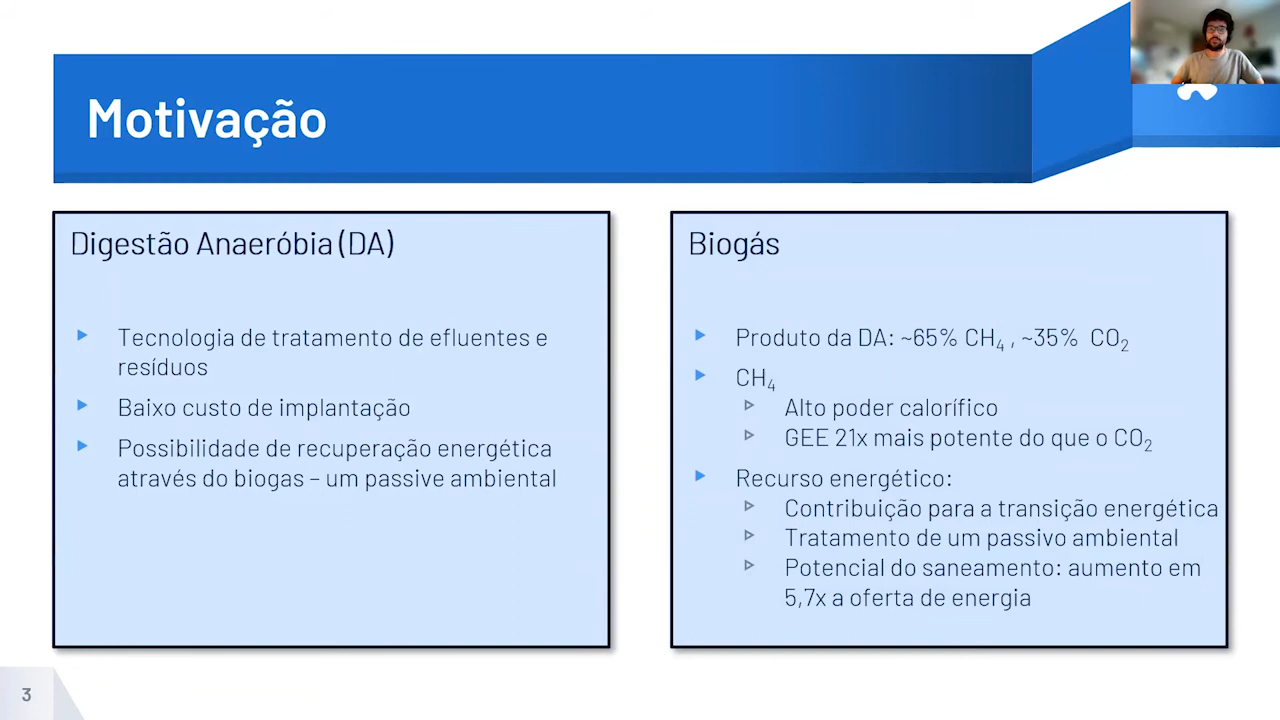 Motivação
Digestão Anaeróbia (DA)
Tecnologia de tratamento de efluentes e
resíduos
Baixo custo de implantação
Possibilidade de recuperação energética
através do biogas – um passive ambiental
Biogás
Produto da DA: ~65% CH₄ , ~35% CO₂
CH₄
Alto poder calorífico
GEE 21x mais potente do que o CO₂
Recurso energético:
Contribuição para a transição energética
Tratamento de um passivo ambiental
Potencial do saneamento: aumento em
5,7x a oferta de energia
3